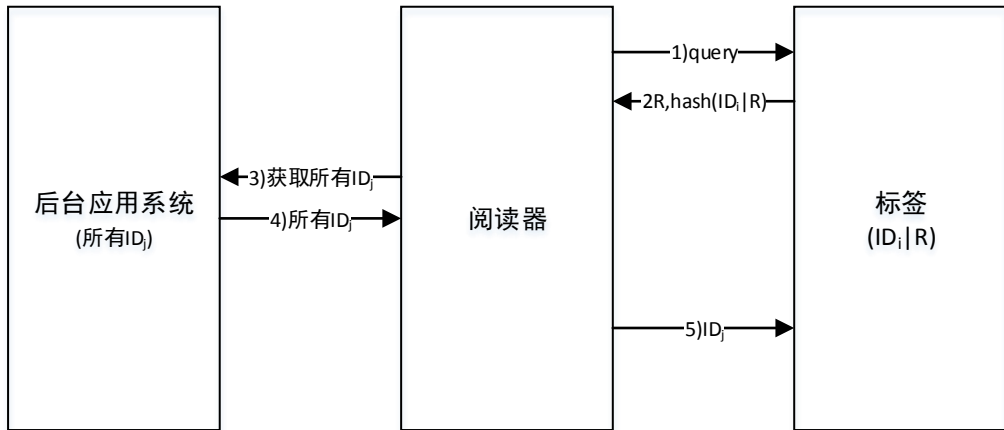 1)query
2R,hash(IDᵢ|R)
3)获取所有IDⱼ
后台应用系统
(所有IDⱼ)
4)所有IDⱼ
阅读器
标签
(IDᵢ|R)
5)IDⱼ